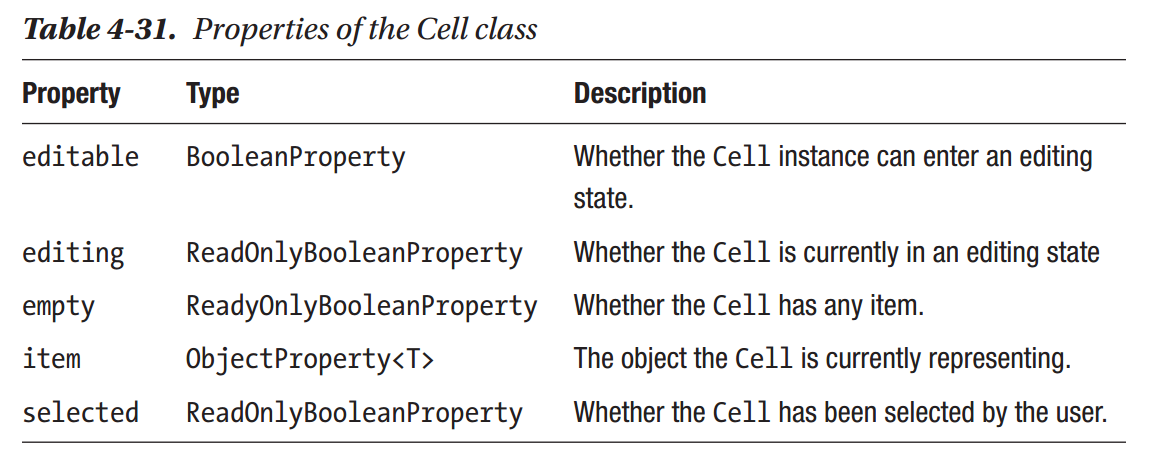 Table 4-31. Properties of the Cell class
Property Type Description
editable BooleanProperty Whether the Cell instance can enter an editing
state.
editing ReadOnlyBooleanProperty Whether the Cell is currently in an editing state
empty ReadyOnlyBooleanProperty Whether the Cell has any item.
item ObjectProperty<T> The object the Cell is currently representing.
selected ReadOnlyBooleanProperty Whether the Cell has been selected by the user.